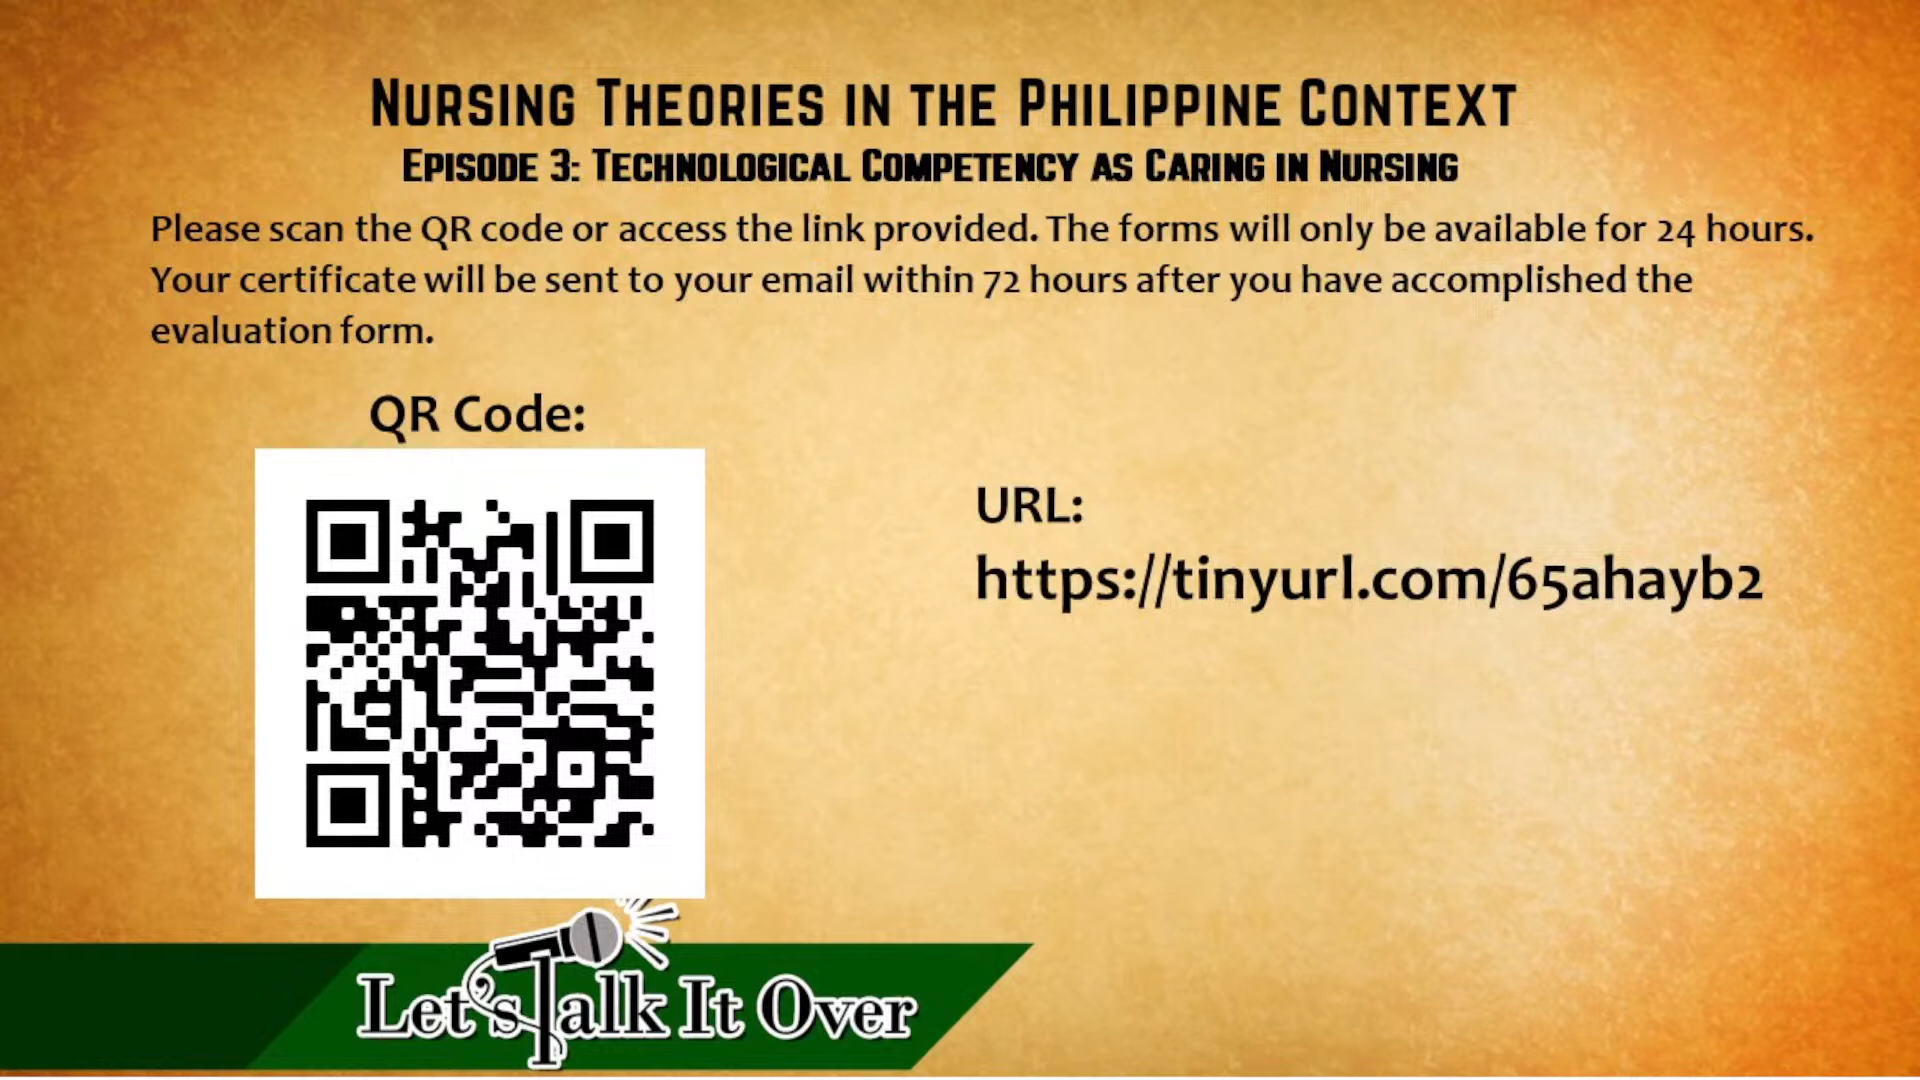 Nursing Theories in the Philippine Context
Episode 3: Technological Competency as Caring in Nursing
Please scan the QR code or access the link provided. The forms will only be available for 24 hours.
Your certificate will be sent to your email within 72 hours after you have accomplished the
evaluation form.
QR Code:
URL:
https://tinyurl.com/65ahayb2
Let's Talk It Over